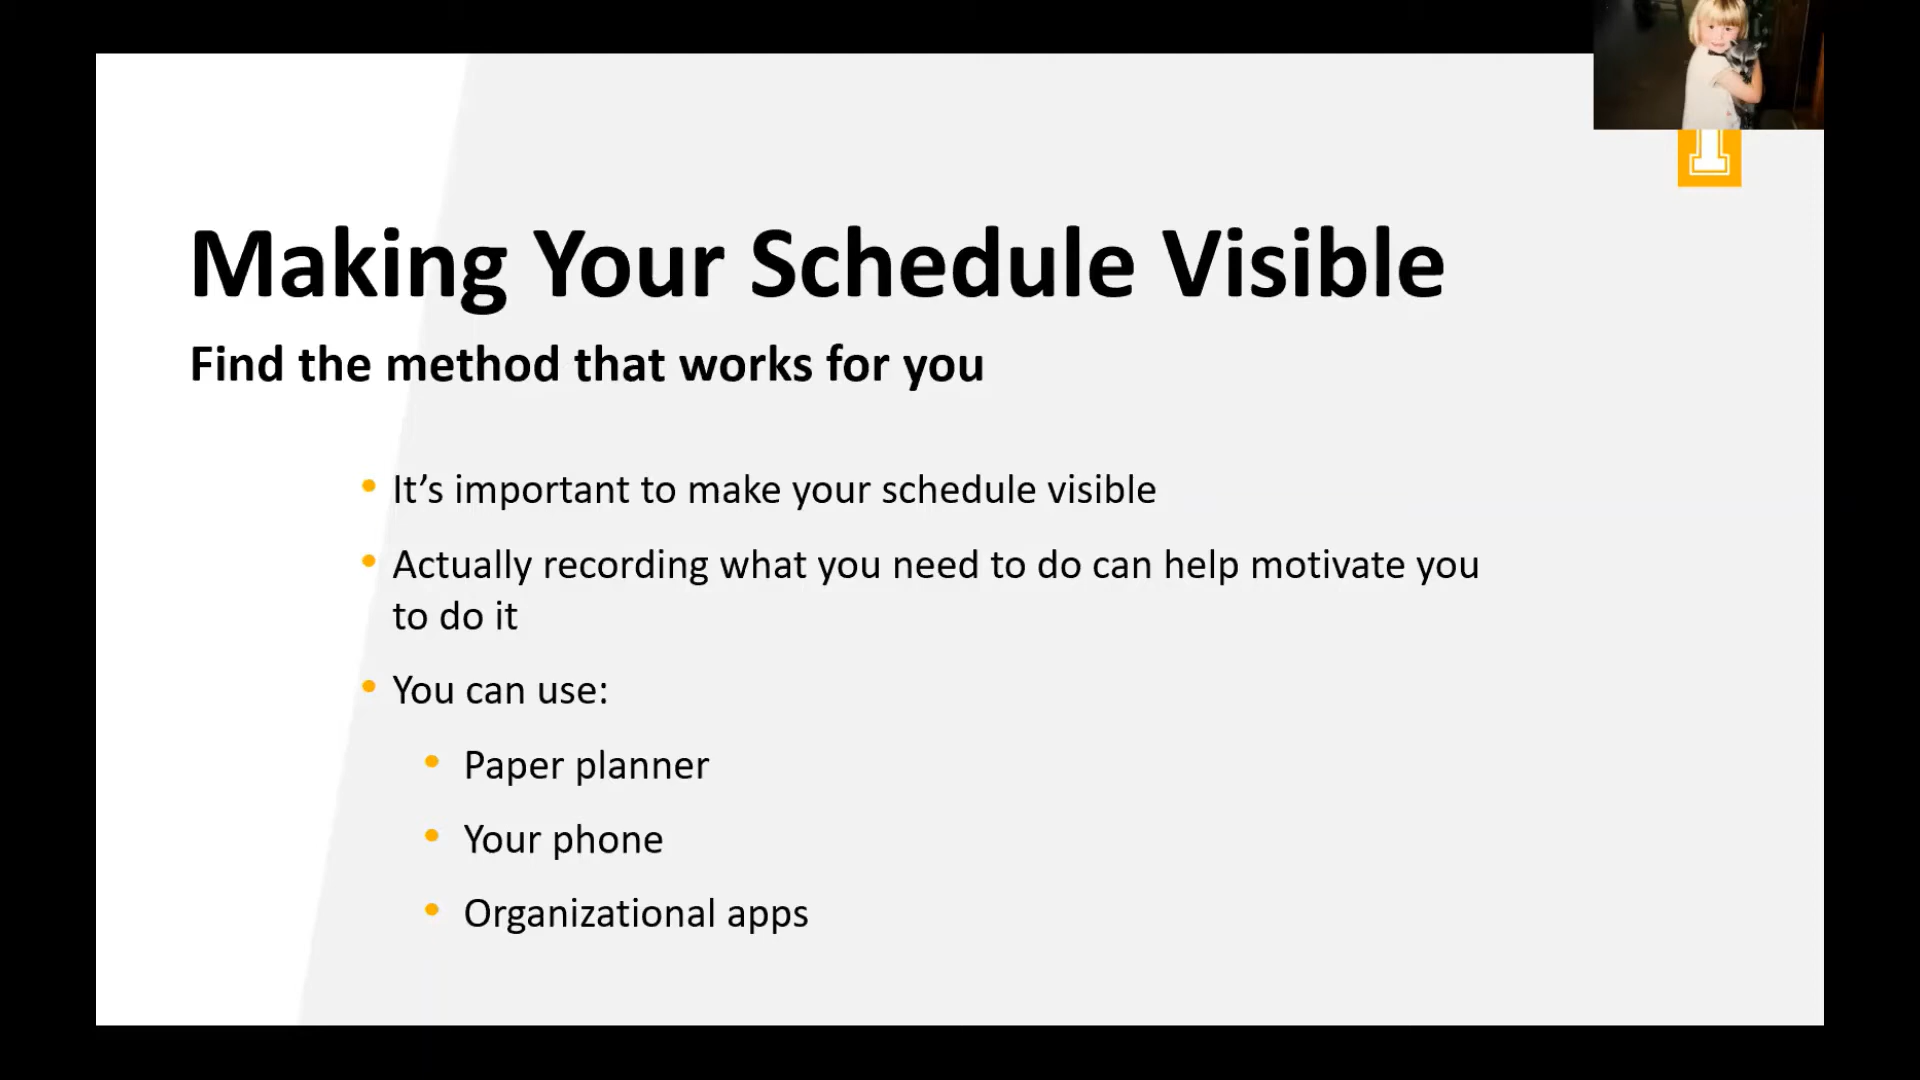 Making Your Schedule Visible
Find the method that works for you
• It’s important to make your schedule visible
• Actually recording what you need to do can help motivate you
to do it
• You can use:
• Paper planner
• Your phone
• Organizational apps